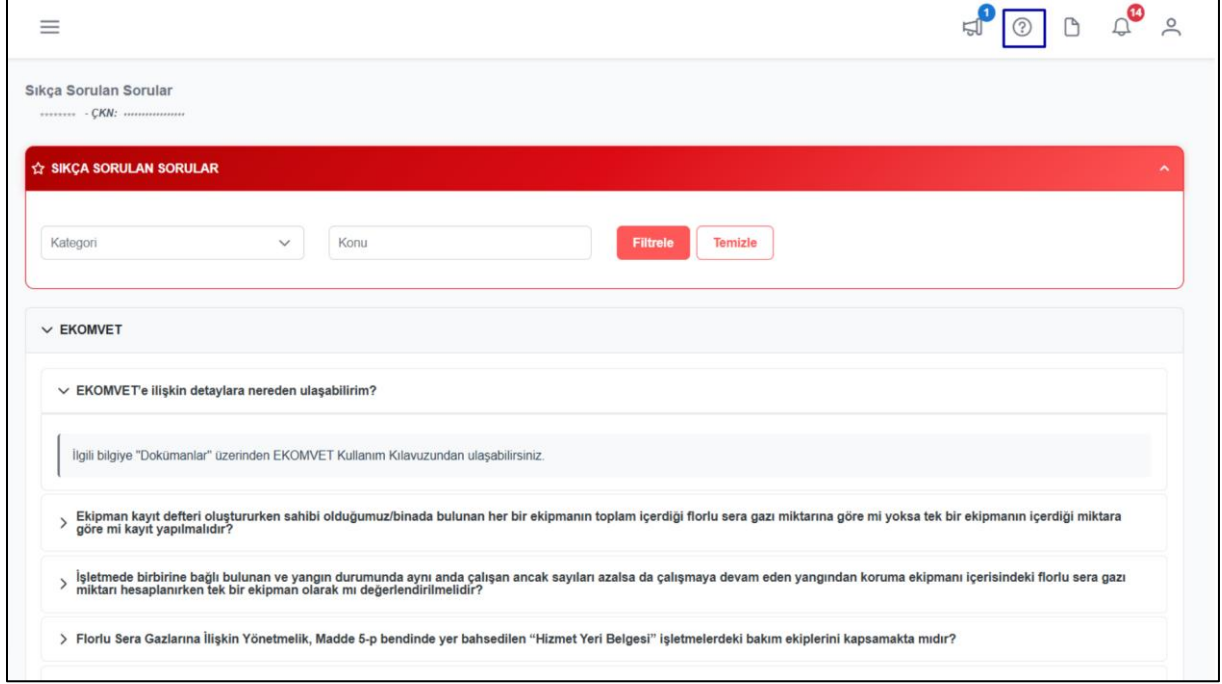 1
14
Sıkça Sorulan Sorular
******** - ÇKN: *****************
SIKÇA SORULAN SORULAR
Kategori
Konu
Filtrele
Temizle
EKOMVET
EKOMVET'e ilişkin detaylara nereden ulaşabilirim?
İlgili bilgiye "Dokümanlar" üzerinden EKOMVET Kullanım Kılavuzundan ulaşabilirsiniz.
Ekipman kayıt defteri oluştururken sahibi olduğumuz/binada bulunan her bir ekipmanın toplam içerdiği florlu sera gazı miktarına göre mi yoksa tek bir ekipmanın içerdiği miktara
göre mi kayıt yapılmalıdır?
İşletmede birbirine bağlı bulunan ve yangın durumunda aynı anda çalışan ancak sayıları azalsa da çalışmaya devam eden yangından koruma ekipmanı içerisindeki florlu sera gazı
miktarı hesaplanırken tek bir ekipman olarak mı değerlendirilmelidir?
Florlu Sera Gazlarına İlişkin Yönetmelik, Madde 5-p bendinde yer bahsedilen “Hizmet Yeri Belgesi” işletmelerdeki bakım ekiplerini kapsamakta mıdır?